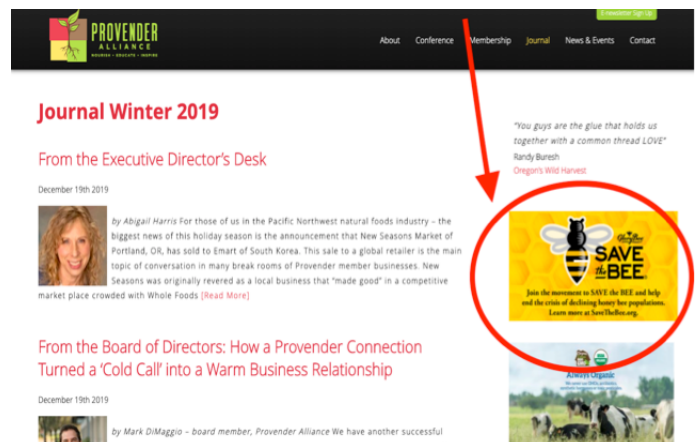 E-newsletter Sign Up
PROVENDER
ALLIANCE
NOURISH • EDUCATE • INSPIRE
About Conference Membership Journal News & Events Contact
Journal Winter 2019
From the Executive Director's Desk
December 19th 2019
by Abigail Harris For those of us in the Pacific Northwest natural foods industry – the
biggest news of this holiday season is the announcement that New Seasons Market of
Portland, OR, has sold to Emart of South Korea. This sale to a global retailer is the main
topic of conversation in many break rooms of Provender member businesses. New
Seasons was originally revered as a local business that "made good" in a competitive
market place crowded with Whole Foods [Read More]
From the Board of Directors: How a Provender Connection
Turned a 'Cold Call' into a Warm Business Relationship
December 19th 2019
by Mark DiMaggio – board member, Provender Alliance We have another successful
"You guys are the glue that holds us
together with a common thread LOVE"
Randy Buresh
Oregon's Wild Harvest
GloryBee
SAVE
the BEE
Join the movement to SAVE the BEE and help
end the crisis of declining honey bee populations.
Learn more at SaveTheBee.org.
Always Organic